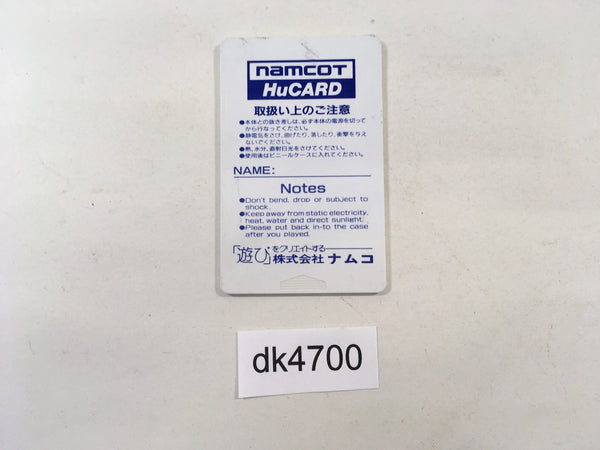 namcot
HuCARD
取扱い上のご注意
●本体との抜き差しは、必ず本体の電源を切って
から行なってください。
●静電気をさけ、曲げたり、落したり、衝撃を与え
ないでください。
●熱、水分、直射日光をさけてください。
●使用後はビニールケースに入れてください。
NAME:
Notes
●Don't bend, drop or subject to
shock.
●Keep away from static electricity,
heat, water and direct sunlight.
●Please put back in-to the case
after you played.
「遊び」をクリエイトする
株式会社 ナムコ
dk4700